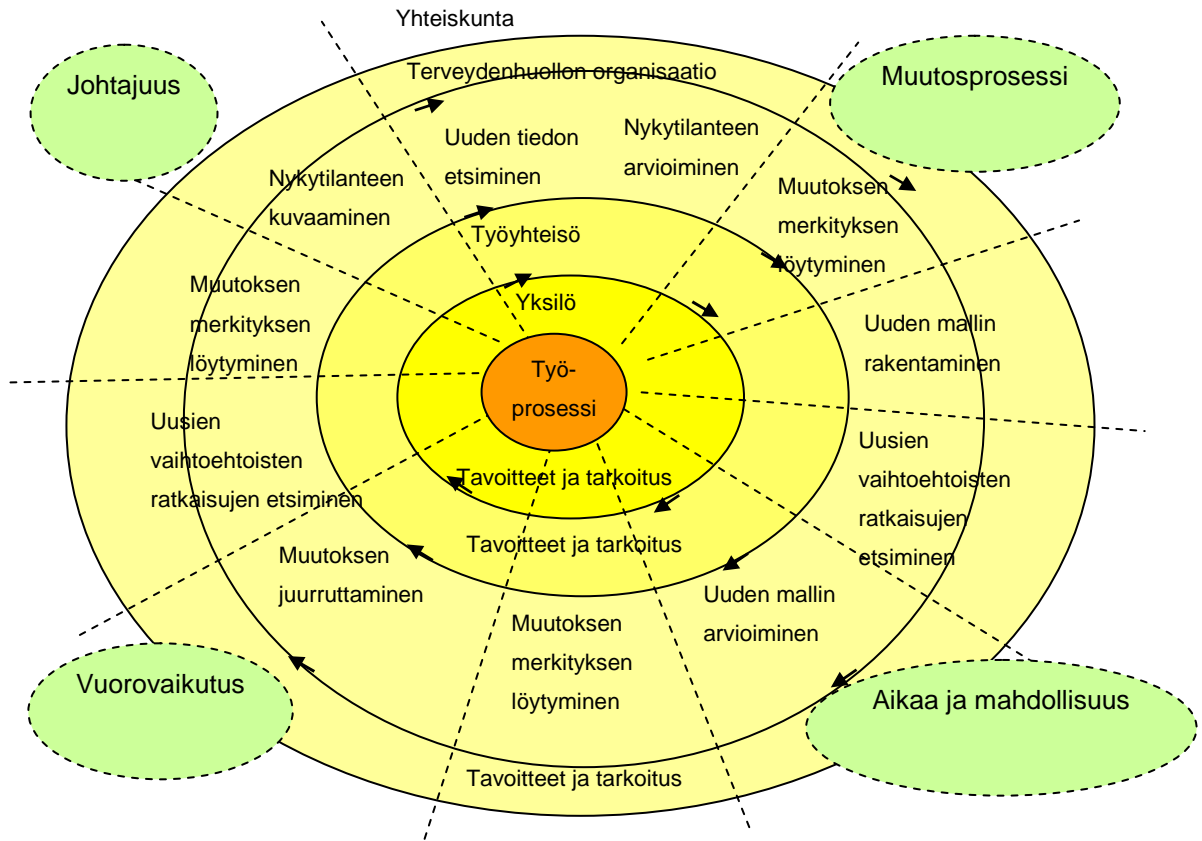 Yhteiskunta
Terveydenhuollon organisaatio
Johtajuus
Muutosprosessi
Uuden tiedon
etsiminen
Nykytilanteen
arvioiminen
Nykytilanteen
kuvaaminen
Muutoksen
merkityksen
löytyminen
Työyhteisö
Muutoksen
merkityksen
löytyminen
Yksilö
Uuden mallin
rakentaminen
Työ-
prosessi
Uusien
vaihtoehtoisten
ratkaisujen etsiminen
Uusien
vaihtoehtoisten
ratkaisujen
etsiminen
Tavoitteet ja tarkoitus
Tavoitteet ja tarkoitus
Muutoksen
juurruttaminen
Uuden mallin
arvioiminen
Muutoksen
merkityksen
löytyminen
Vuorovaikutus
Aikaa ja mahdollisuus
Tavoitteet ja tarkoitus